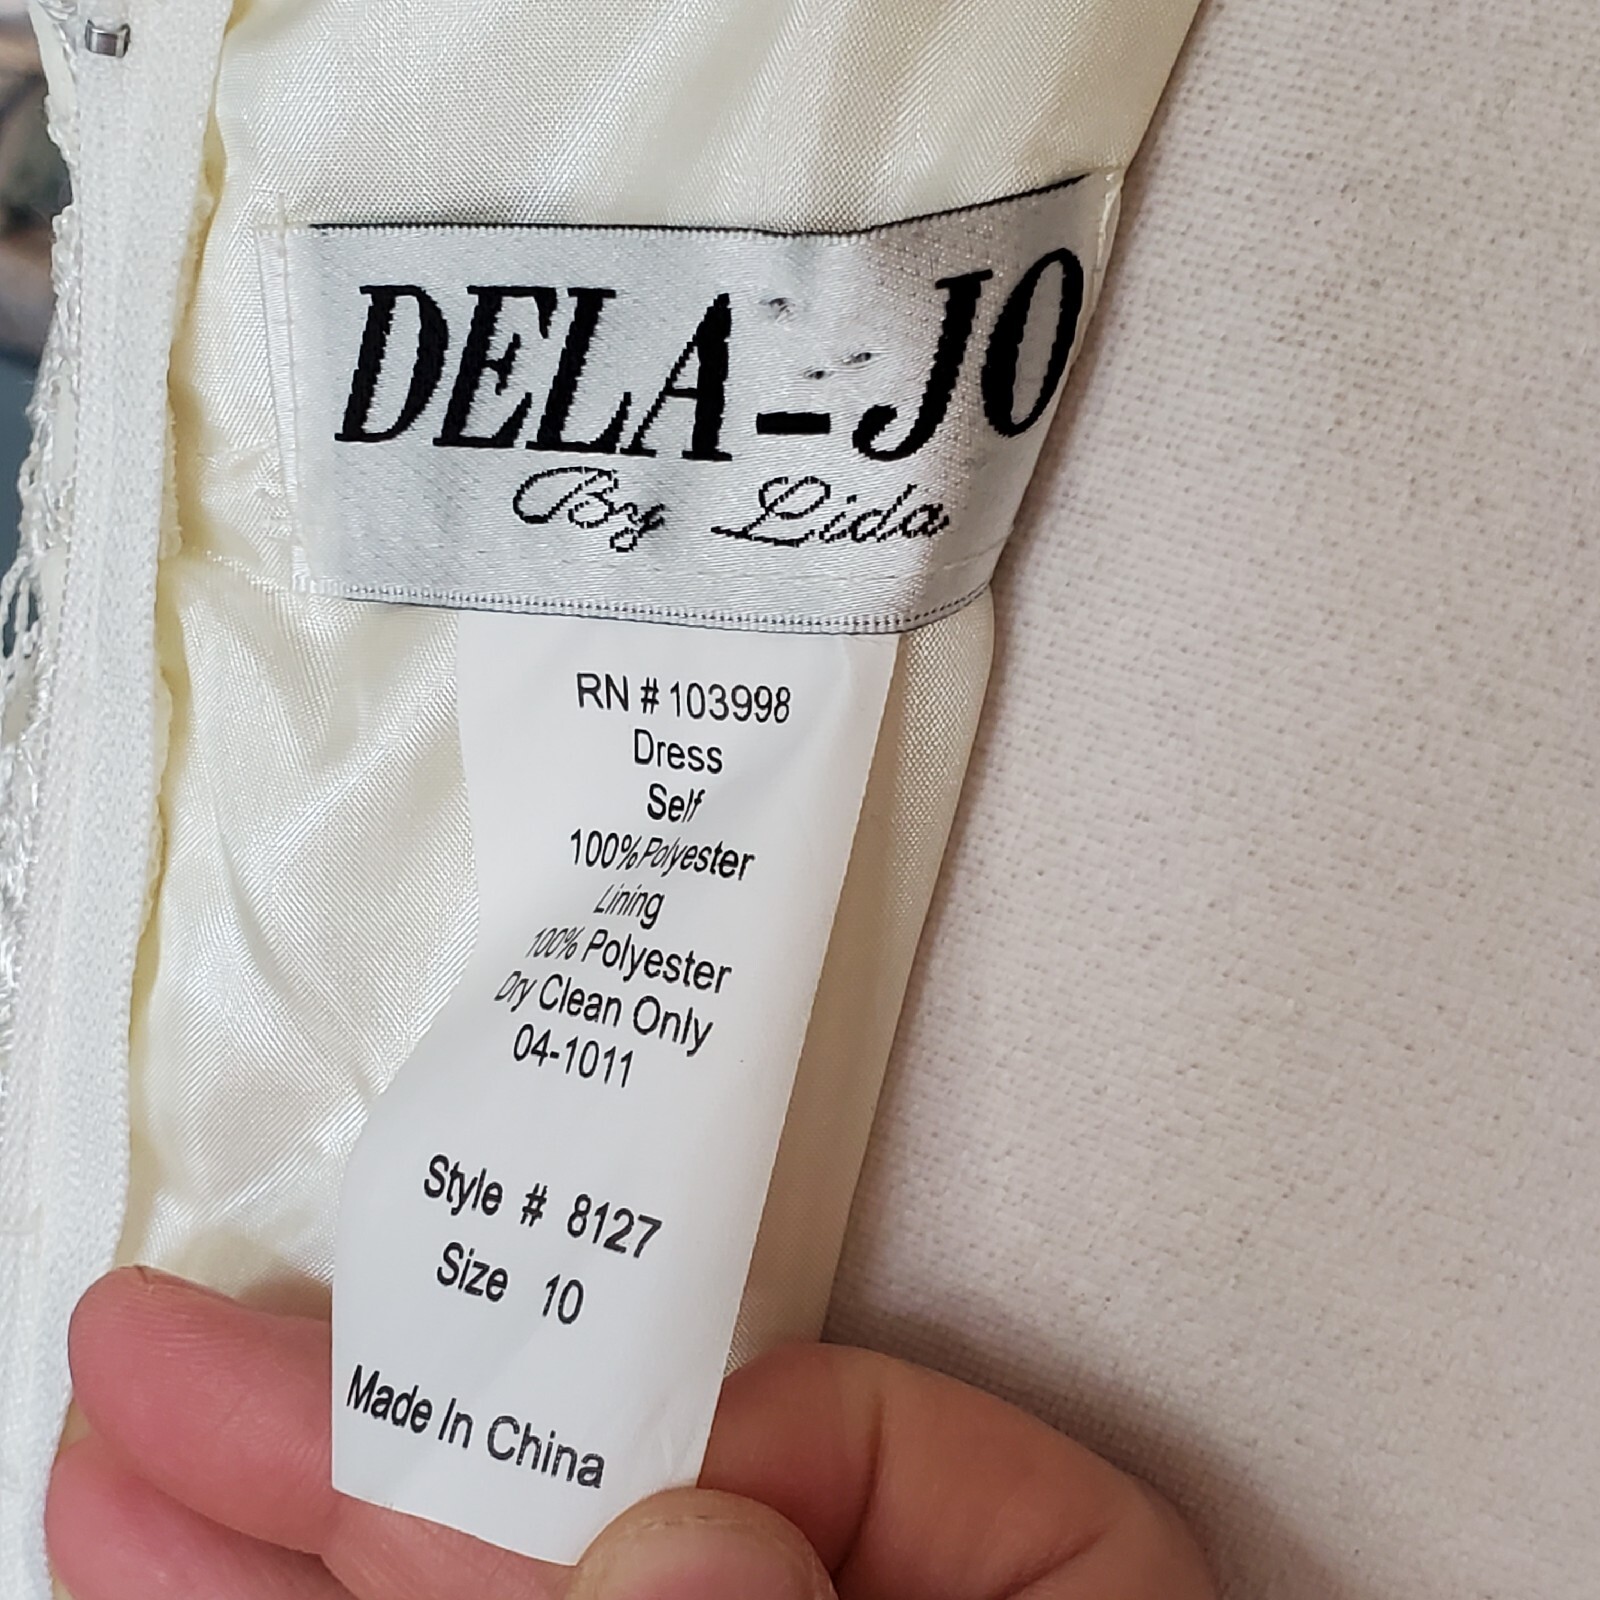 DELA-JO
By Lida
RN # 103998
Dress
Self
100% Polyester
Lining
100% Polyester
Dry Clean Only
04-1011
Style # 8127
Size 10
Made In China